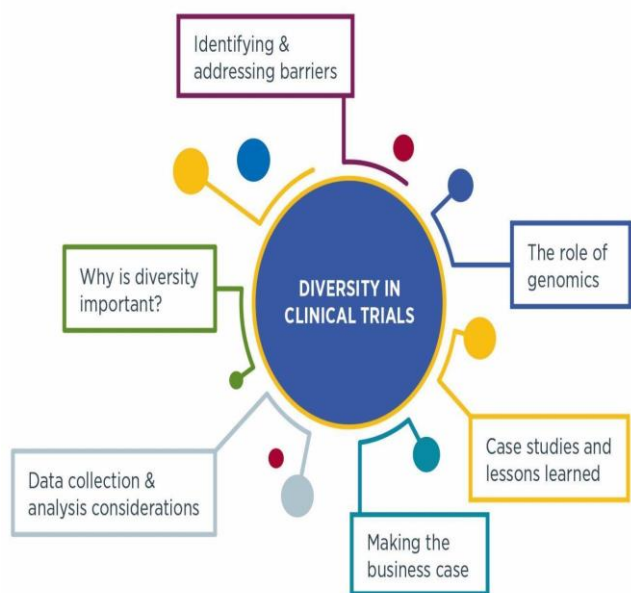 Identifying &
addressing barriers
The role of
genomics
Why is diversity
important?
DIVERSITY IN
CLINICAL TRIALS
Case studies and
lessons learned
Data collection &
analysis considerations
Making the
business case